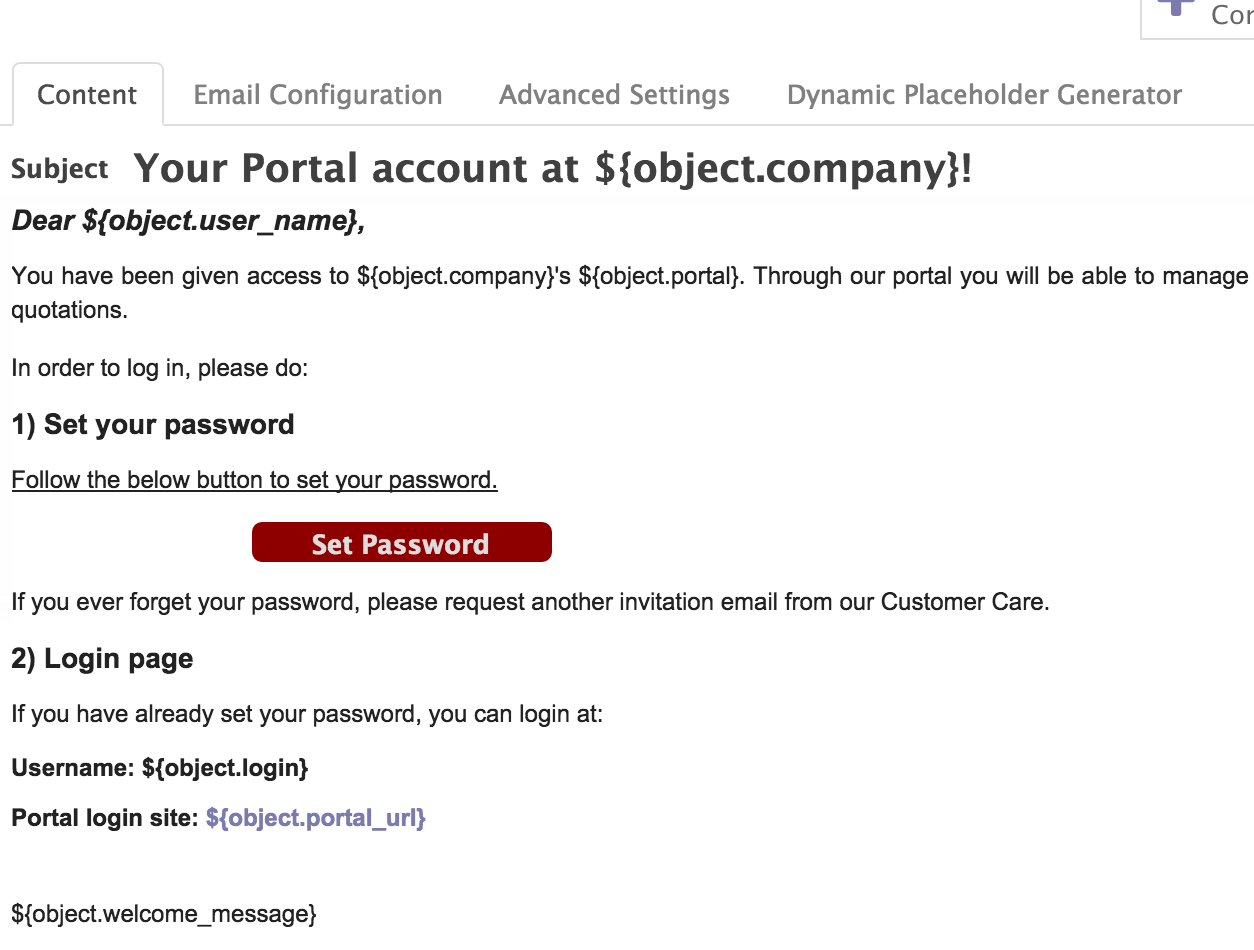 Content Email Configuration Advanced Settings Dynamic Placeholder Generator
Subject Your Portal account at ${object.company}!
Dear ${object.user_name},
You have been given access to ${object.company}'s ${object.portal}. Through our portal you will be able to manage
quotations.
In order to log in, please do:
1) Set your password
Follow the below button to set your password.
Set Password
If you ever forget your password, please request another invitation email from our Customer Care.
2) Login page
If you have already set your password, you can login at:
Username: ${object.login}
Portal login site: ${object.portal_url}
${object.welcome_message}